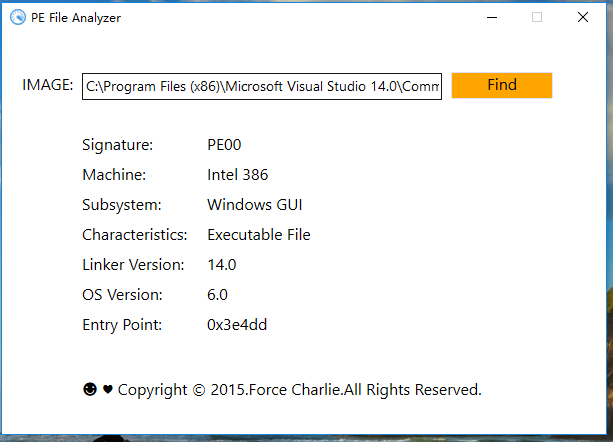 PE File Analyzer
IMAGE: C:\Program Files (x86)\Microsoft Visual Studio 14.0\Comm Find
Signature: PE00
Machine: Intel 386
Subsystem: Windows GUI
Characteristics: Executable File
Linker Version: 14.0
OS Version: 6.0
Entry Point: 0x3e4dd
☻ ♥ Copyright © 2015.Force Charlie.All Rights Reserved.